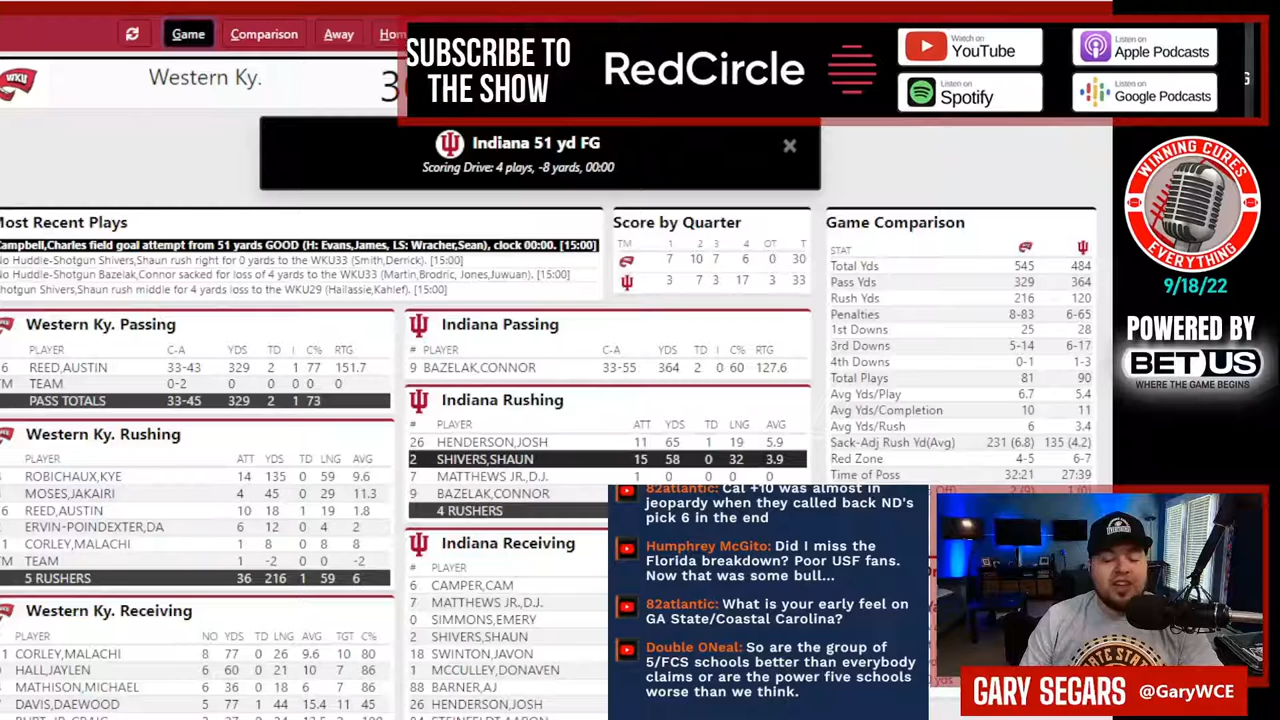 Game
Comparison
Away
SUBSCRIBE TO
THE SHOW
RedCircle
Watch on
YouTube
Listen on
Apple Podcasts
Listen on
Spotify
Listen on
Google Podcasts
WKU
Western Ky.
Indiana 51 yd FG
Scoring Drive: 4 plays, -8 yards, 00:00
WINNING CURES
EVERYTHING
9/18/22
POWERED BY
BETUS
WHERE THE GAME BEGINS
Most Recent Plays
Campbell,Charles field goal attempt from 51 yards GOOD (H: Evans,James, LS: Wracher,Sean), clock 00:00. [15:00]
No Huddle-Shotgun Shivers,Shaun rush right for 0 yards to the WKU33 (Smith,Derrick). [15:00]
No Huddle-Shotgun Bazelak,Connor sacked for loss of 4 yards to the WKU33 (Martin,Brodric, Jones,Juwuan). [15:00]
Shotgun Shivers,Shaun rush middle for 4 yards loss to the WKU29 (Hailassie,Kahlef). [15:00]
Score by Quarter
TM 1 2 3 4 OT T
7 10 7 6 0 30
3 7 3 17 3 33
Game Comparison
STAT
Total Yds 545 484
Pass Yds 329 364
Rush Yds 216 120
Penalties 8-83 6-65
1st Downs 25 28
3rd Downs 5-14 6-17
4th Downs 0-1 1-3
Total Plays 81 90
Avg Yds/Play 6.7 5.4
Avg Yds/Completion 10 11
Avg Yds/Rush 6 3.4
Sack-Adj Rush Yd(Avg) 231 (6.8) 135 (4.2)
Red Zone 4-5 6-7
Time of Poss 32:21 27:39
Western Ky. Passing
PLAYER C-A YDS TD I C% RTG
6 REED,AUSTIN 33-43 329 2 1 77 151.7
TM TEAM 0-2 0 0 0 0 0
PASS TOTALS 33-45 329 2 1 73
Western Ky. Rushing
PLAYER ATT YDS TD LNG AVG
ROBICHAUX,KYE 14 135 0 59 9.6
MOSES,JAKAIRI 4 45 0 29 11.3
6 REED,AUSTIN 10 18 1 19 1.8
ERVIN-POINDEXTER,DA 6 12 0 4 2
CORLEY,MALACHI 1 8 0 8 8
TM TEAM 1 -2 0 0 -2
5 RUSHERS 36 216 1 59 6
Western Ky. Receiving
PLAYER NO YDS TD LNG AVG TGT C%
1 CORLEY,MALACHI 8 77 0 26 9.6 10 80
HALL,JAYLEN 6 60 0 21 10 7 86
MATHISON,MICHAEL 6 36 0 18 6 7 86
DAVIS,DAEWOOD 5 77 1 44 15.4 11 45
Indiana Passing
# PLAYER C-A YDS TD I C% RTG
9 BAZELAK,CONNOR 33-55 364 2 0 60 127.6
Indiana Rushing
# PLAYER ATT YDS TD LNG AVG
26 HENDERSON,JOSH 11 65 1 19 5.9
2 SHIVERS,SHAUN 15 58 0 32 3.9
7 MATTHEWS JR.,D.J.
9 BAZELAK,CONNOR
4 RUSHERS
Indiana Receiving
# PLAYER
6 CAMPER,CAM
7 MATTHEWS JR.,D.J.
0 SIMMONS,EMERY
2 SHIVERS,SHAUN
18 SWINTON,JAVON
1 MCCULLEY,DONAVEN
88 BARNER,AJ
26 HENDERSON,JOSH
82atlantic: Cal +10 was almost in
jeopardy when they called back ND's
pick 6 in the end
Humphrey McGito: Did I miss the
Florida breakdown? Poor USF fans.
Now that was some bull...
82atlantic: What is your early feel on
GA State/Coastal Carolina?
Double ONeal: So are the group of
5/FCS schools better than everybody
claims or are the power five schools
worse than we think.
GARY SEGARS @GaryWCE